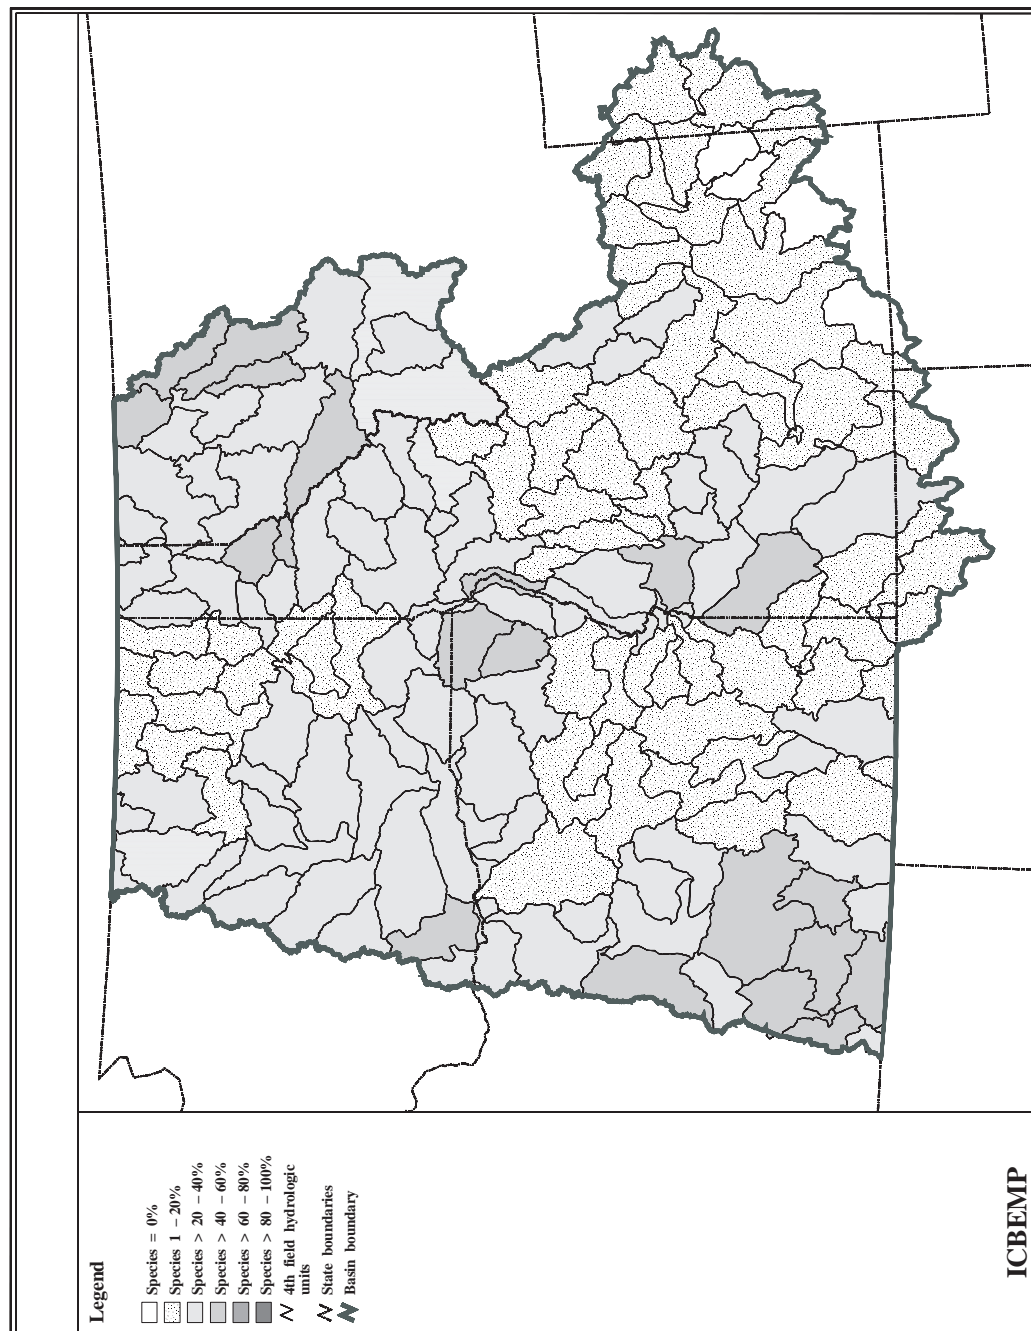 Legend
Species = 0%
Species 1 – 20%
Species > 20 – 40%
Species > 40 – 60%
Species > 60 – 80%
Species > 80 – 100%
4th field hydrologic
units
State boundaries
Basin boundary
ICBEMP